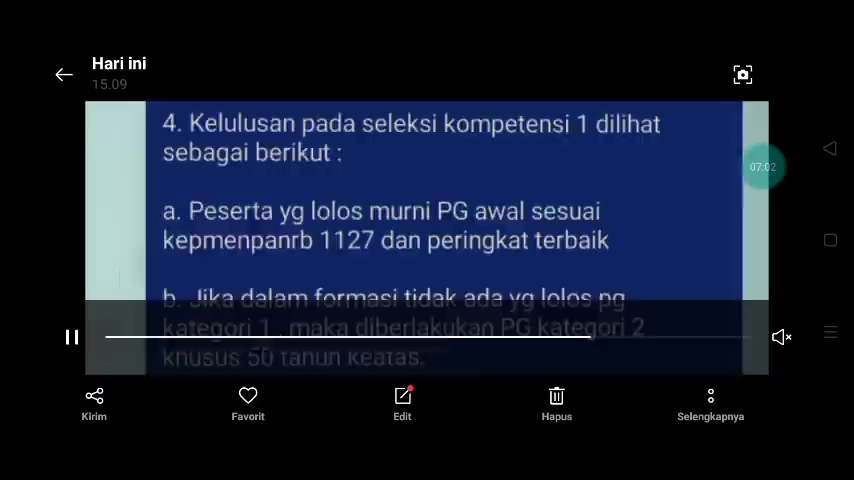 Hari ini
15.09
4. Kelulusan pada seleksi kompetensi 1 dilihat
sebagai berikut :
07:02
a. Peserta yg lolos murni PG awal sesuai
kepmenpanrb 1127 dan peringkat terbaik
b. Jika dalam formasi tidak ada yg lolos pg
kategori 1, maka diberlakukan PG kategori 2
khusus 50 tahun keatas.
Kirim
Favorit
Edit
Hapus
Selengkapnya